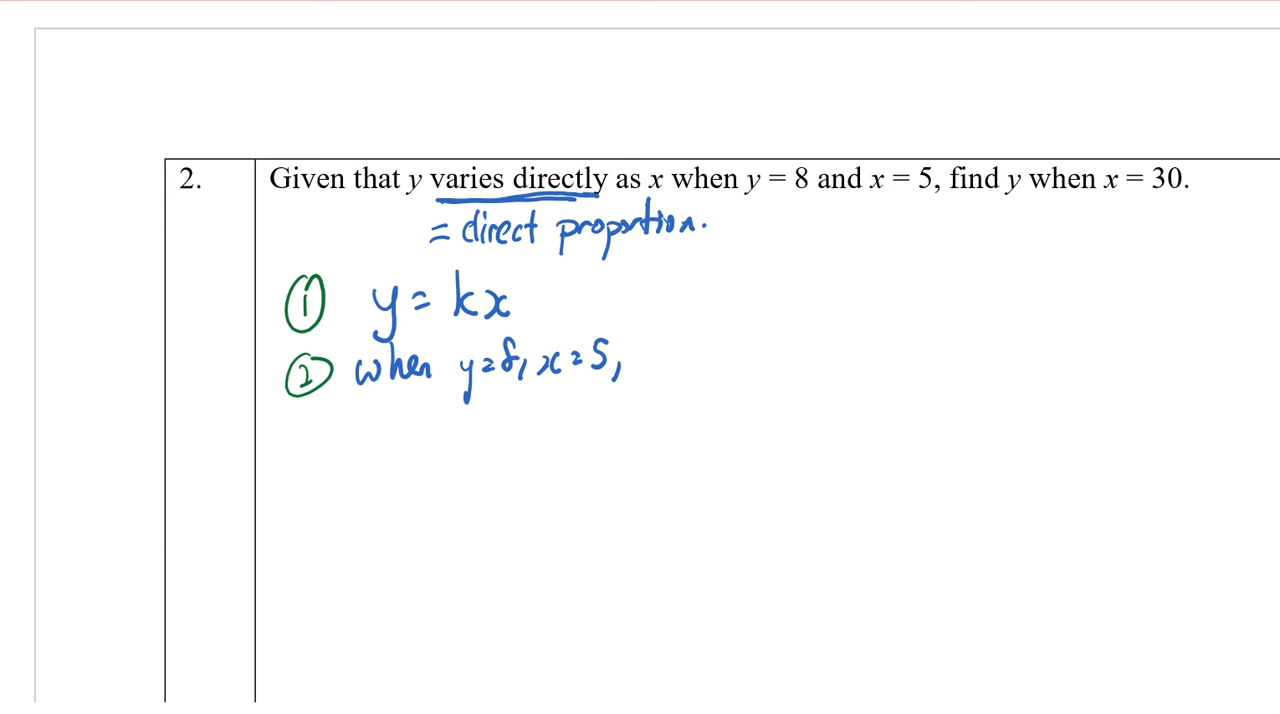 2. Given that y varies directly as x when y = 8 and x = 5, find y when x = 30.
= direct proportion.
① y = kx
② when y=8, x=5,